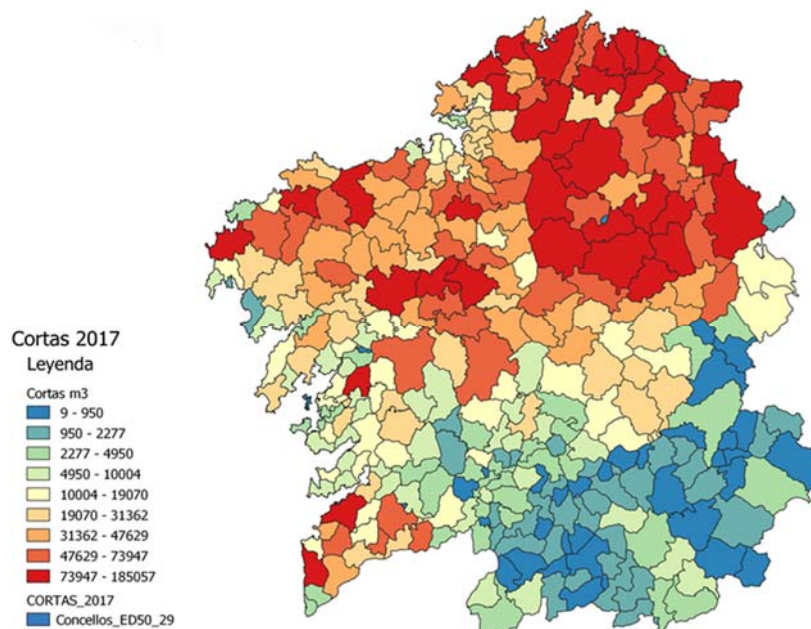 Cortas 2017
Leyenda
Cortas m3
9 - 950
950 - 2277
2277 - 4950
4950 - 10004
10004 - 19070
19070 - 31362
31362 - 47629
47629 - 73947
73947 - 185057
CORTAS_2017
Concellos_ED50_29